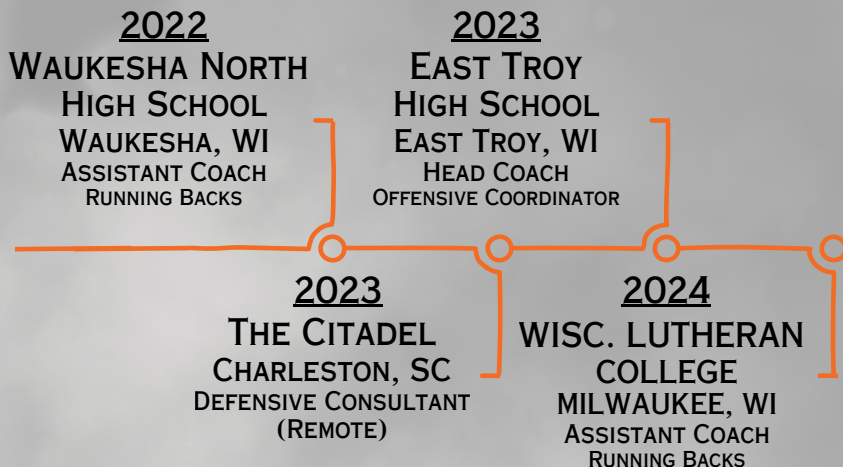 2022
WAUKESHA NORTH
HIGH SCHOOL
WAUKESHA, WI
ASSISTANT COACH
RUNNING BACKS
2023
THE CITADEL
CHARLESTON, SC
DEFENSIVE CONSULTANT
(REMOTE)
2023
EAST TROY
HIGH SCHOOL
EAST TROY, WI
HEAD COACH
OFFENSIVE COORDINATOR
2024
WISC. LUTHERAN
COLLEGE
MILWAUKEE, WI
ASSISTANT COACH
RUNNING BACKS